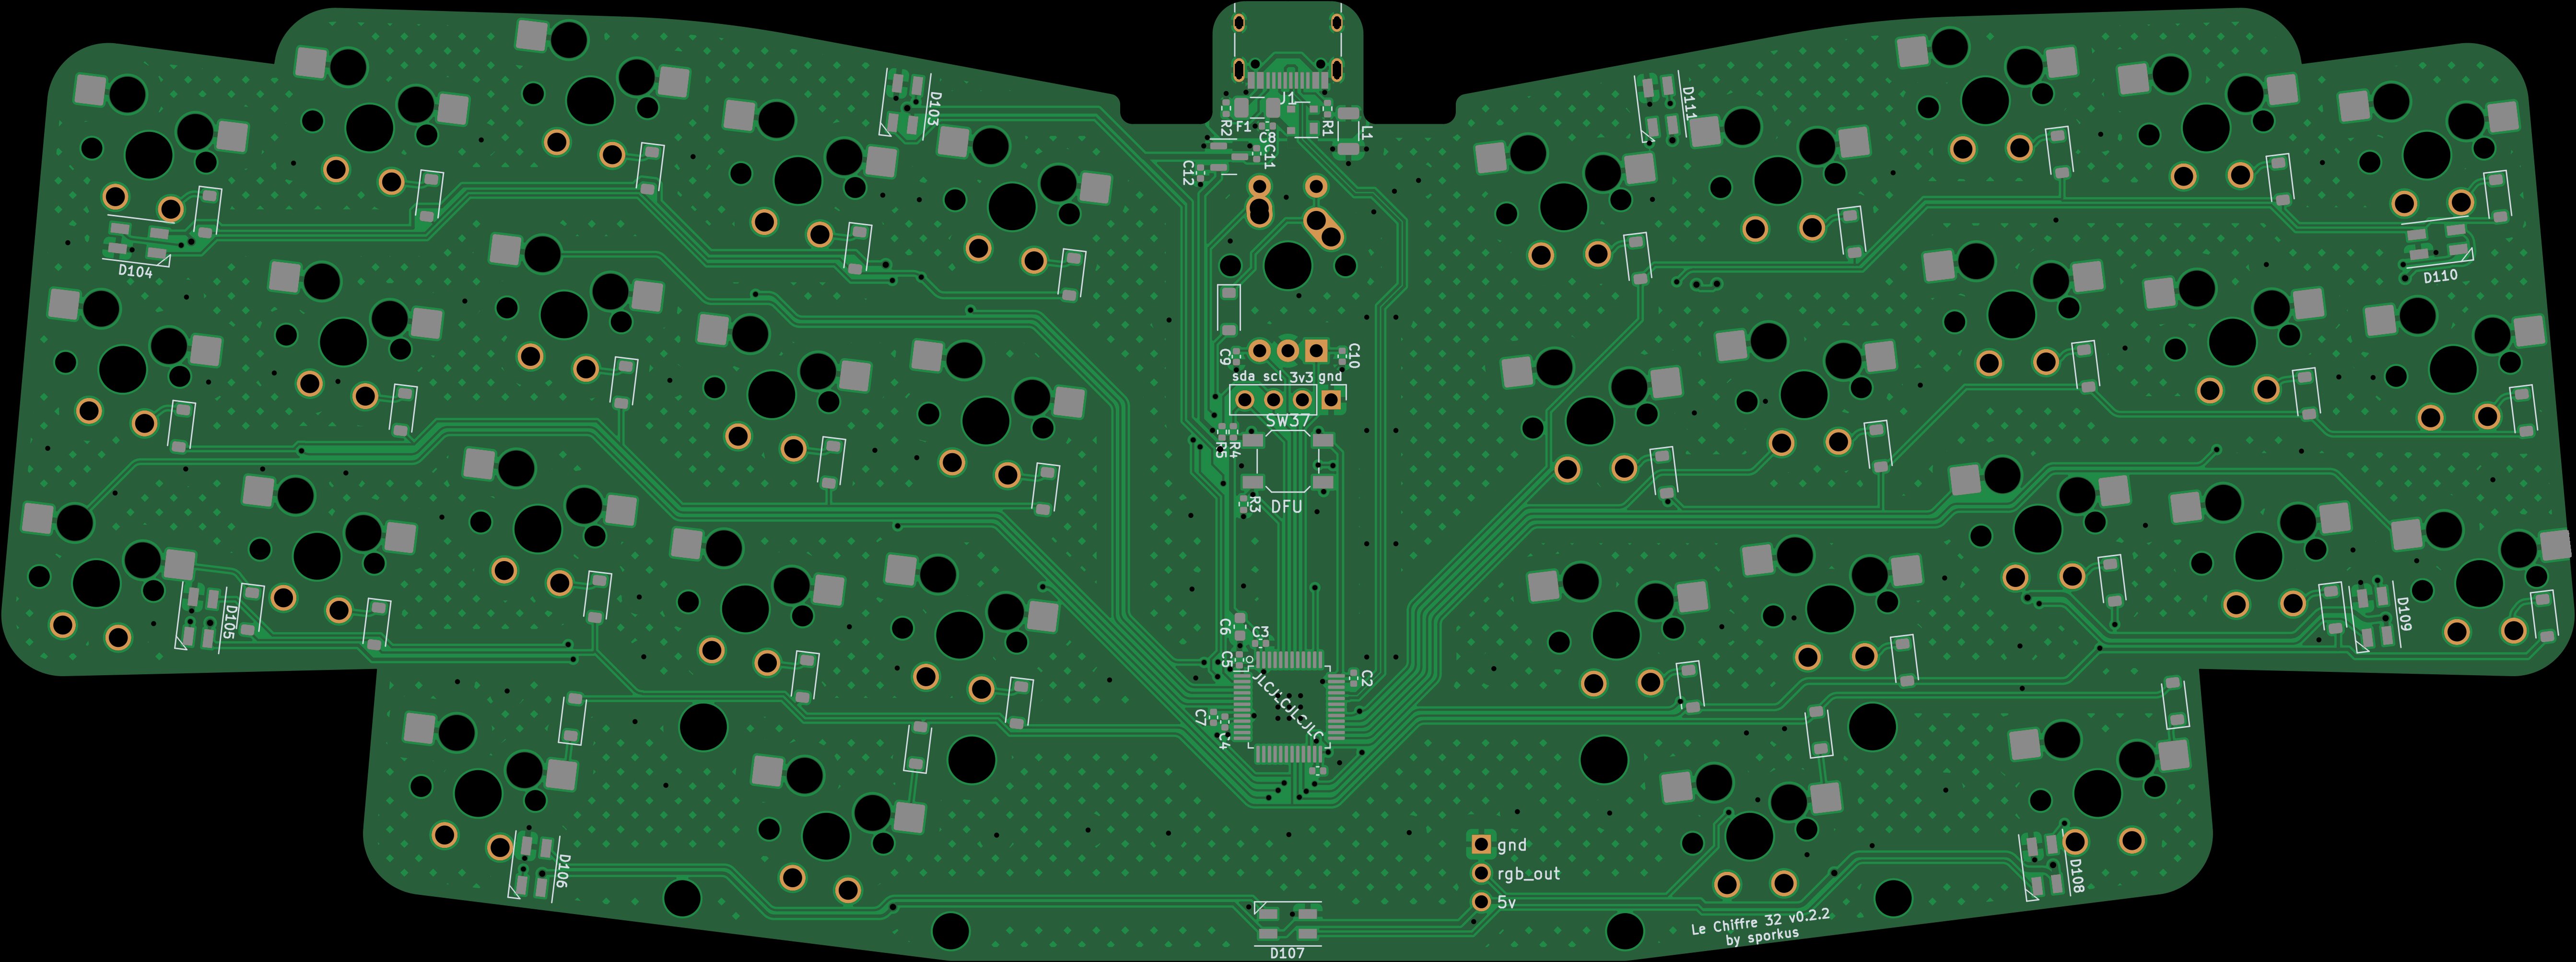 J1
D103
D111
R2
F1
R1
L1
C8
C11
C12
D104
D110
C9
C10
sda scl 3v3 gnd
SW37
R5
R4
R3
DFU
D105
D109
C6
C3
C5
C2
JLCJLCJLCJLC
C7
C4
gnd
rgb_out
5v
D106
D108
Le Chiffre 32 v0.2.2
by sporkus
D107